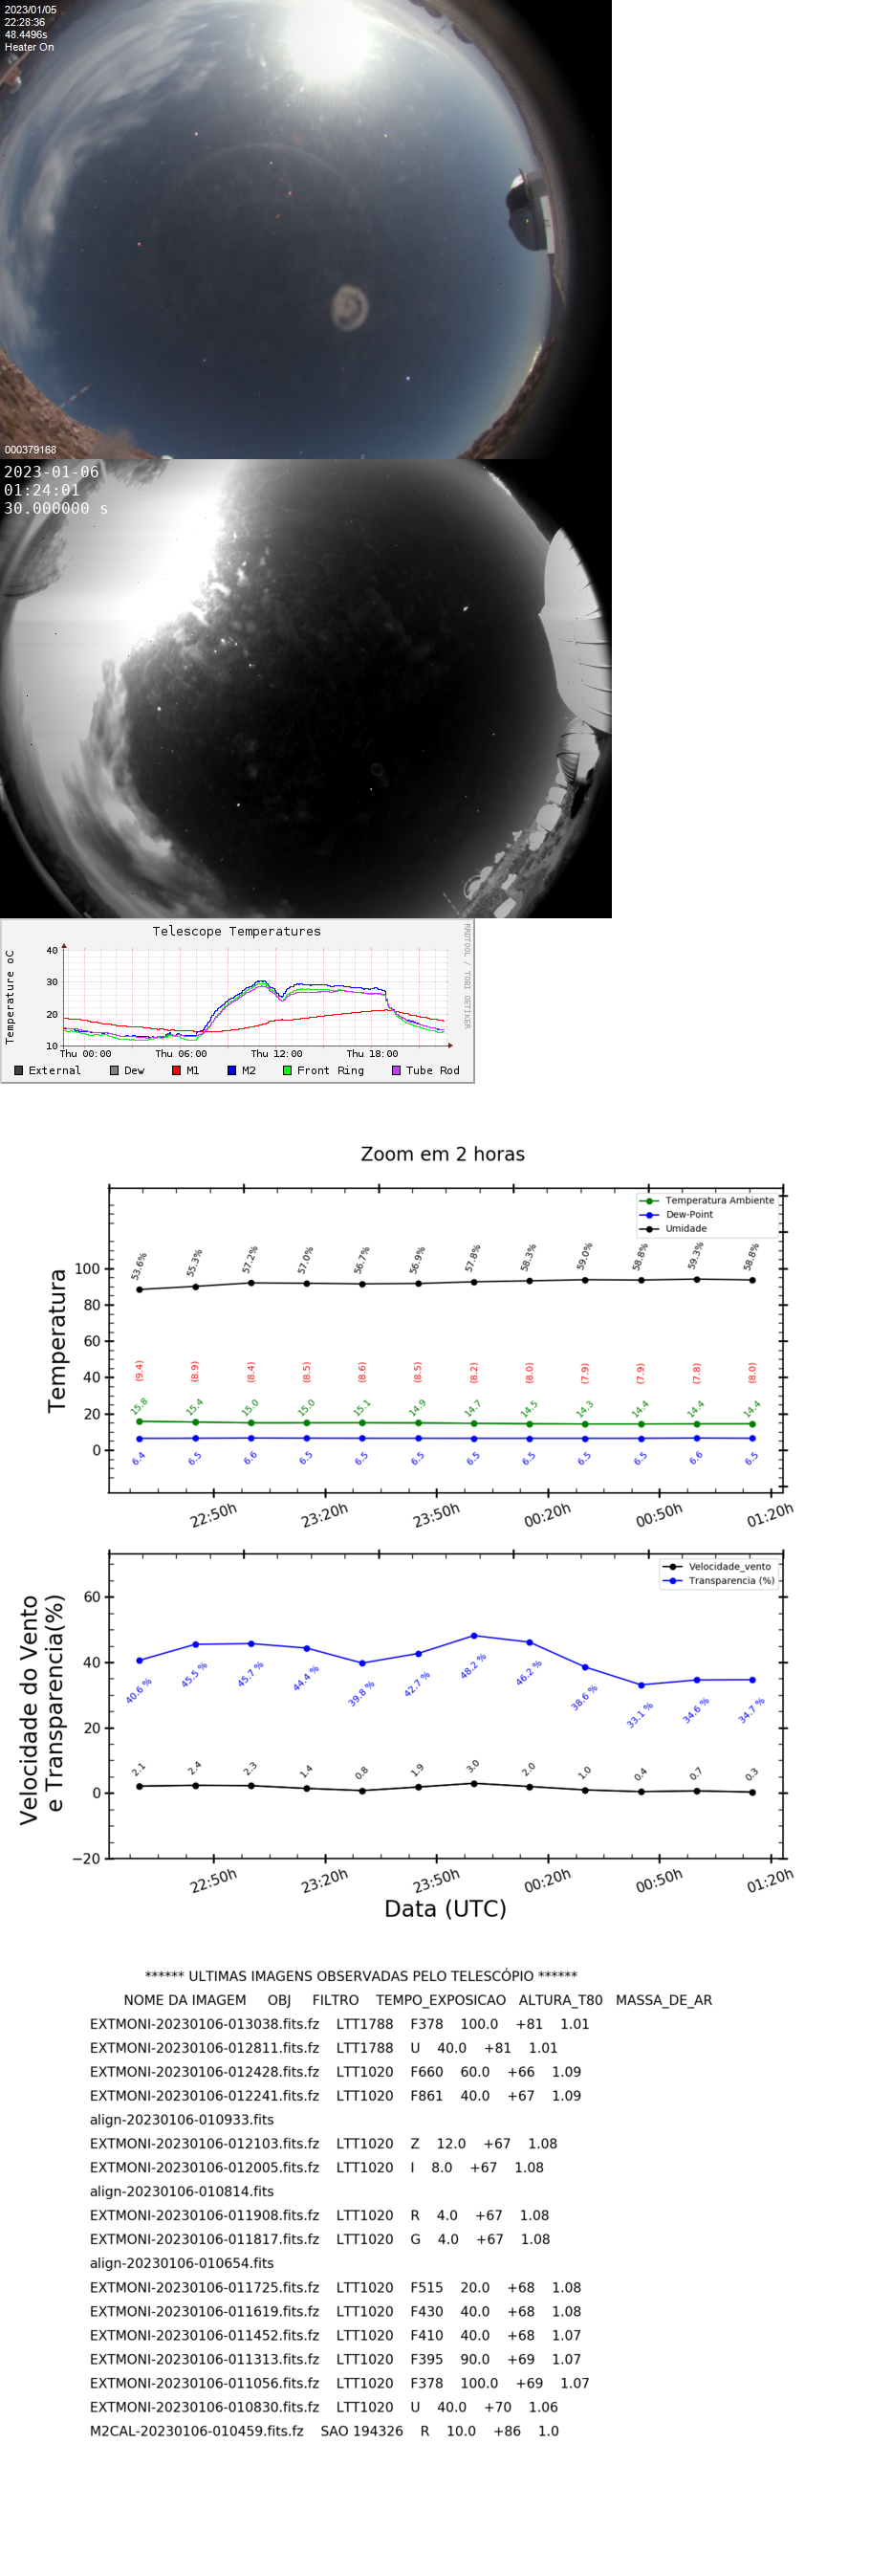 2023/01/05
22:28:36
48.4496s
Heater On
000379168
2023-01-06
01:24:01
30.000000 s
Telescope Temperatures
RRDTOOL / TOBI OETIKER
Temperature oC
40
30
20
10
Thu 00:00 Thu 06:00 Thu 12:00 Thu 18:00
External Dew M1 M2 Front Ring Tube Rod
Zoom em 2 horas
Temperatura Ambiente
Dew-Point
Umidade
Temperatura
100
80
60
40
20
0
53.6% 55.3% 57.2% 57.0% 56.7% 56.9% 57.8% 58.3% 59.0% 58.8% 59.3% 58.8%
(9.4) (8.9) (8.4) (8.5) (8.6) (8.5) (8.2) (8.0) (7.9) (7.9) (7.8) (8.0)
15.8 15.4 15.0 15.0 15.1 14.9 14.7 14.5 14.3 14.4 14.4 14.4
6.4 6.5 6.6 6.5 6.5 6.5 6.5 6.5 6.5 6.5 6.6 6.5
22:50h 23:20h 23:50h 00:20h 00:50h 01:20h
Velocidade_vento
Transparencia (%)
Velocidade do Vento
e Transparencia(%)
60
40
20
0
−20
40.6 % 45.5 % 45.7 % 44.4 % 39.8 % 42.7 % 48.2 % 46.2 % 38.6 % 33.1 % 34.6 % 34.7 %
2.1 2.4 2.3 1.4 0.8 1.9 3.0 2.0 1.0 0.4 0.7 0.3
22:50h 23:20h 23:50h 00:20h 00:50h 01:20h
Data (UTC)
****** ULTIMAS IMAGENS OBSERVADAS PELO TELESCÓPIO ******
NOME DA IMAGEM OBJ FILTRO TEMPO_EXPOSICAO ALTURA_T80 MASSA_DE_AR
EXTMONI-20230106-013038.fits.fz LTT1788 F378 100.0 +81 1.01
EXTMONI-20230106-012811.fits.fz LTT1788 U 40.0 +81 1.01
EXTMONI-20230106-012428.fits.fz LTT1020 F660 60.0 +66 1.09
EXTMONI-20230106-012241.fits.fz LTT1020 F861 40.0 +67 1.09
align-20230106-010933.fits
EXTMONI-20230106-012103.fits.fz LTT1020 Z 12.0 +67 1.08
EXTMONI-20230106-012005.fits.fz LTT1020 I 8.0 +67 1.08
align-20230106-010814.fits
EXTMONI-20230106-011908.fits.fz LTT1020 R 4.0 +67 1.08
EXTMONI-20230106-011817.fits.fz LTT1020 G 4.0 +67 1.08
align-20230106-010654.fits
EXTMONI-20230106-011725.fits.fz LTT1020 F515 20.0 +68 1.08
EXTMONI-20230106-011619.fits.fz LTT1020 F430 40.0 +68 1.08
EXTMONI-20230106-011452.fits.fz LTT1020 F410 40.0 +68 1.07
EXTMONI-20230106-011313.fits.fz LTT1020 F395 90.0 +69 1.07
EXTMONI-20230106-011056.fits.fz LTT1020 F378 100.0 +69 1.07
EXTMONI-20230106-010830.fits.fz LTT1020 U 40.0 +70 1.06
M2CAL-20230106-010459.fits.fz SAO 194326 R 10.0 +86 1.0